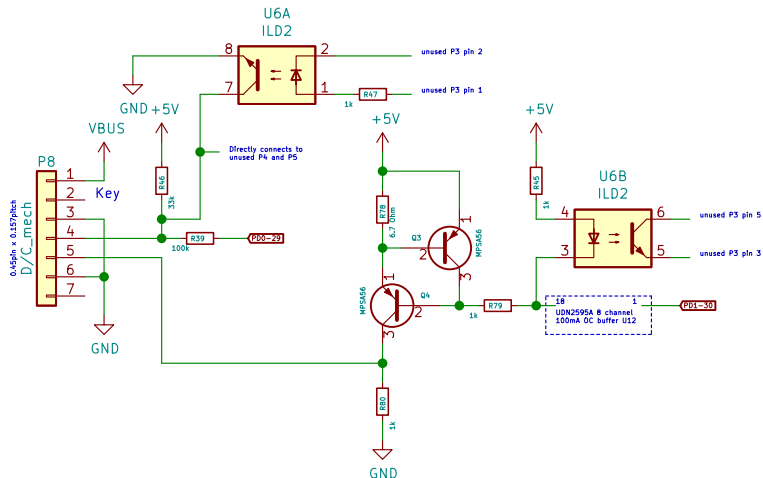 U6A
ILD2
8
2
unused P3 pin 2
7
1
R47
1k
unused P3 pin 1
GND
+5V
VBUS
Directly connects to
unused P4 and P5
+5V
+5V
P8
0.45pin x 0.157pitch
D/C_mech
1
2
3
4
5
6
7
Key
R46
33k
R39
100k
PD0-29
GND
R78
6.7 Ohm
Q3
1
2
3
MPSA56
MPSA56
Q4
1
2
3
R79
1k
R80
1k
GND
R45
1k
U6B
ILD2
4
6
unused P3 pin 5
3
5
unused P3 pin 3
18
1
UDN2595A 8 channel
100mA OC buffer U12
PD1-30